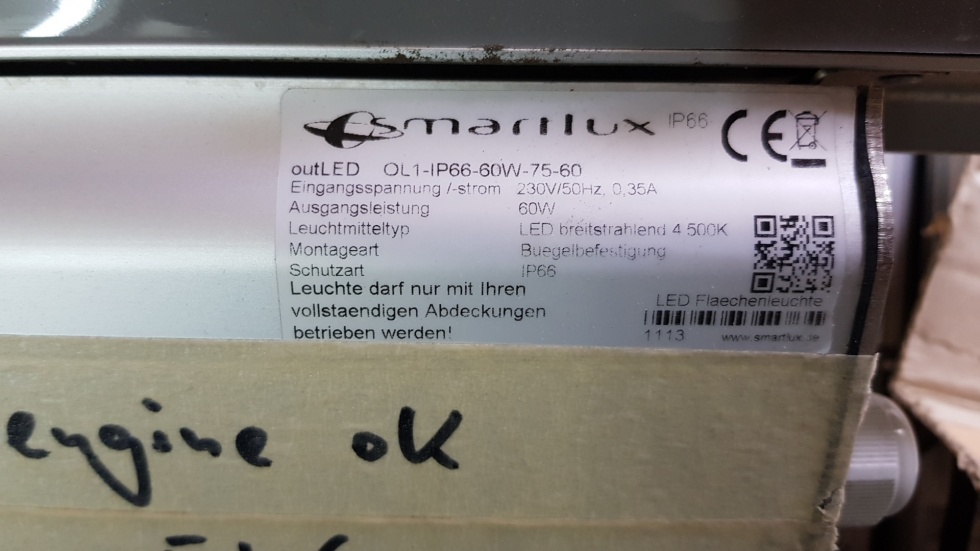 smartlux IP66 CE
outLED OL1-IP66-60W-75-60
Eingangsspannung /-strom 230V/50Hz, 0,35A
Ausgangsleistung 60W
Leuchtmitteltyp LED breitstrahlend 4.500K
Montageart Buegelbefestigung
Schutzart IP66
Leuchte darf nur mit Ihren
vollstaendigen Abdeckungen
betrieben werden!
LED Flaechenleuchte
1113 www.smartlux.de
engine ok